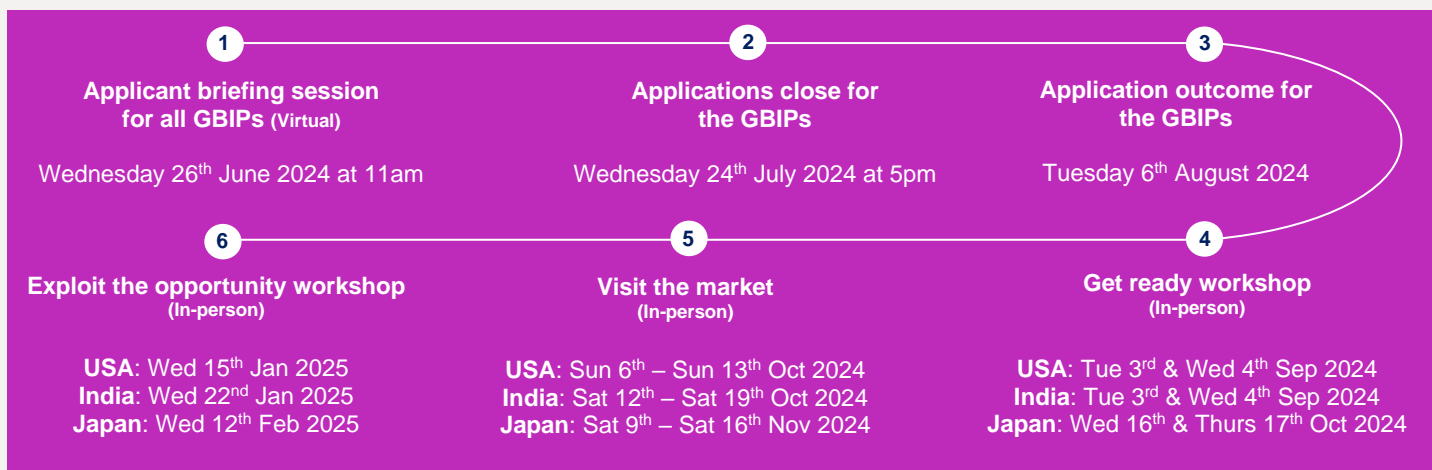 1
Applicant briefing session
for all GBIPs (Virtual)
Wednesday 26th June 2024 at 11am
2
Applications close for
the GBIPs
Wednesday 24th July 2024 at 5pm
3
Application outcome for
the GBIPs
Tuesday 6th August 2024
4
Get ready workshop
(In-person)
USA: Tue 3rd & Wed 4th Sep 2024
India: Tue 3rd & Wed 4th Sep 2024
Japan: Wed 16th & Thurs 17th Oct 2024
5
Visit the market
(In-person)
USA: Sun 6th – Sun 13th Oct 2024
India: Sat 12th – Sat 19th Oct 2024
Japan: Sat 9th – Sat 16th Nov 2024
6
Exploit the opportunity workshop
(In-person)
USA: Wed 15th Jan 2025
India: Wed 22nd Jan 2025
Japan: Wed 12th Feb 2025